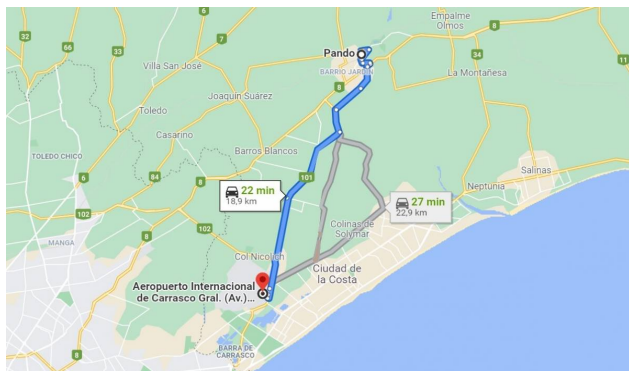 6
8
Empalme
Olmos
8
32
33
7
Pando
11
Villa San José
BARRIO JARDÍN
34
8
La Montañesa
Joaquín Suárez
Toledo
Casarino
Barros Blancos
TOLEDO CHICO
101
Salinas
6
84
22 min
18,9 km
Neptunia
27 min
22,9 km
8
Colinas de
Solymar
MANGA
Col Nicolich
Ciudad de
la Costa
Aeropuerto Internacional
de Carrasco Gral. (Av.)...
BARRA DE
CARRASCO
8